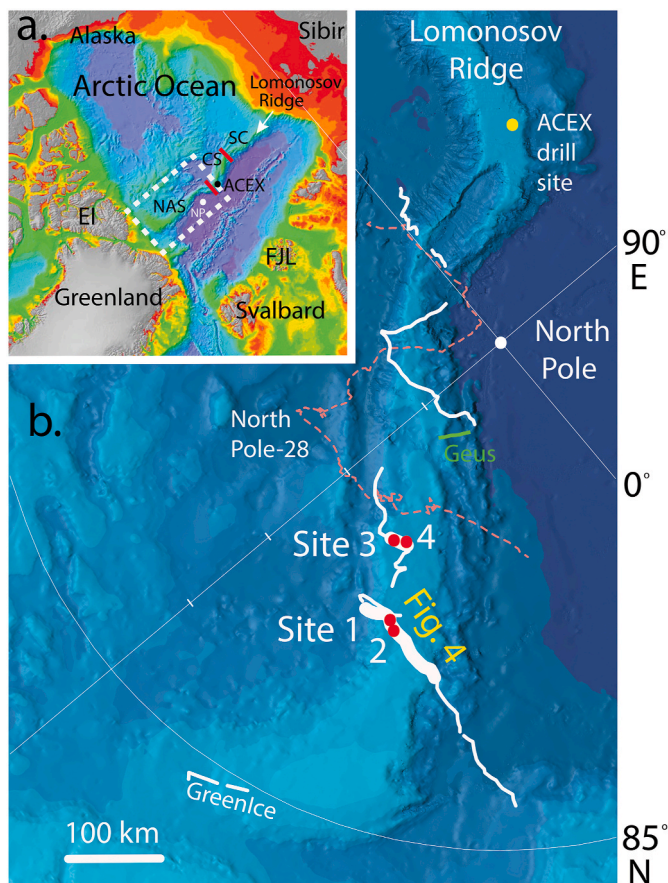 a.
Alaska
Sibir
Arctic Ocean
Lomonosov
Ridge
SC
CS
ACEX
NAS
NP
EI
FJL
Greenland
Svalbard
Lomonosov
Ridge
ACEX
drill
site
90°
E
North
Pole
b.
North
Pole-28
Geus
0°
Site 3
4
Fig. 4
Site 1
2
GreenIce
100 km
85°
N